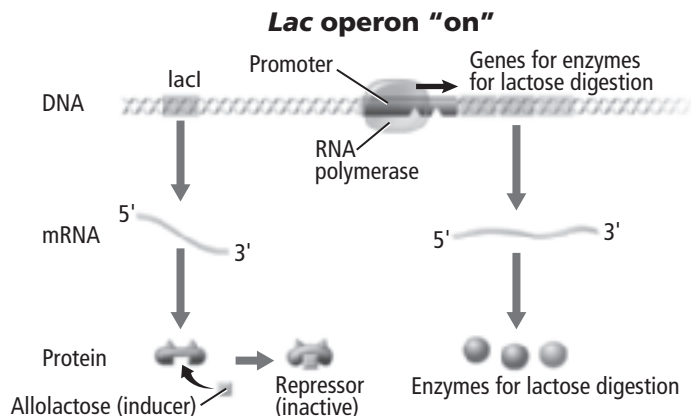 Lac operon “on”
Promoter
Genes for enzymes
for lactose digestion
lacI
DNA
RNA
polymerase
5'
mRNA
3'
5'
3'
Protein
Allolactose (inducer)
Repressor
(inactive)
Enzymes for lactose digestion